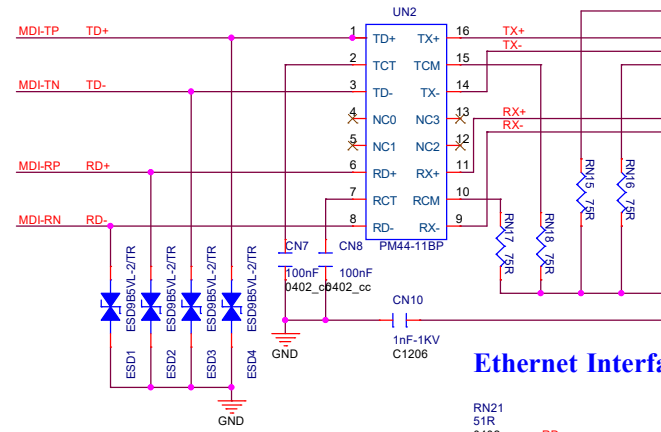 UN2
MDI-TP TD+ 1 TD+ TX+ 16 TX+
2 TCT TCM 15 TX-
MDI-TN TD- 3 TD- TX- 14
4 NC0 NC3 13
RX+
5 NC1 NC2 12 RX-
MDI-RP RD+ 6 RD+ RX+ 11
7 RCT RCM 10
MDI-RN RD- 8 RD- RX- 9
PM44-11BP
RN15 75R
RN16 75R
RN17 75R
RN18 75R
CN7 CN8
100nF 100nF
0402_cc 0402_cc
ESD9B5VL-2/TR ESD9B5VL-2/TR ESD9B5VL-2/TR ESD9B5VL-2/TR
ESD1 ESD2 ESD3 ESD4
CN10
1nF-1KV
C1206
GND
GND
Ethernet Interfa
RN21
51R